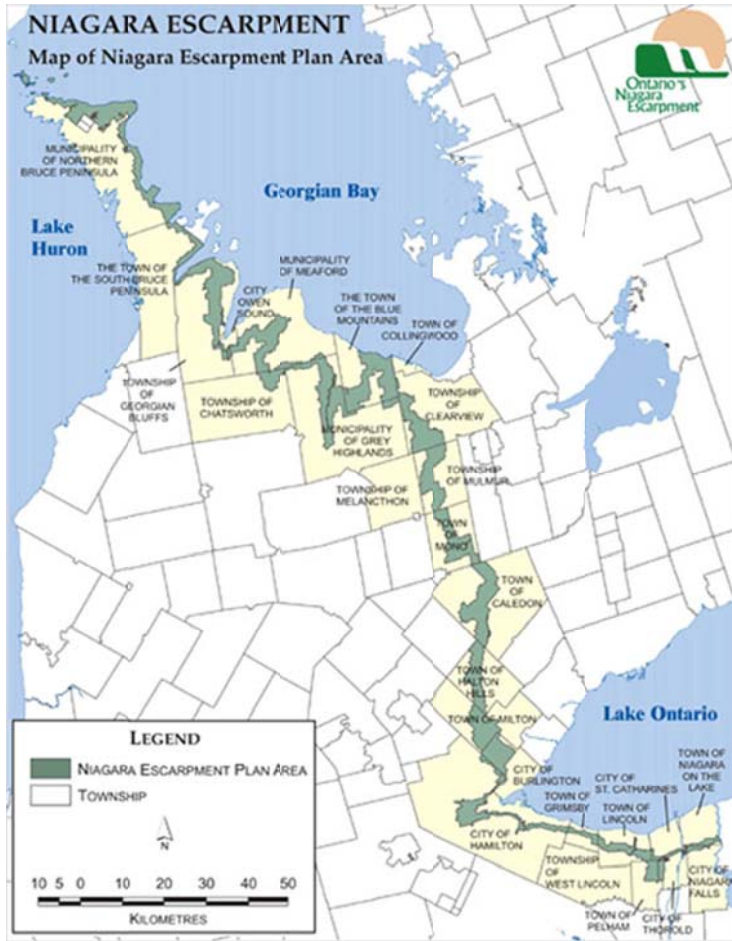 NIAGARA ESCARPMENT
Map of Niagara Escarpment Plan Area
Ontario's
Niagara
Escarpment
MUNICIPALITY
OF NORTHERN
BRUCE PENINSULA
Georgian Bay
Lake
Huron
MUNICIPALITY
OF MEAFORD
THE TOWN OF
THE SOUTH BRUCE
PENINSULA
CITY
OWEN
SOUND
THE TOWN
OF THE BLUE
MOUNTAINS
TOWN OF
COLLINGWOOD
TOWNSHIP
OF
GEORGIAN
BLUFFS
TOWNSHIP OF
CHATSWORTH
TOWNSHIP
OF
CLEARVIEW
MUNICIPALITY
OF GREY
HIGHLANDS
TOWNSHIP
OF
MULMUR
TOWNSHIP OF
MELANCTHON
TOWN
OF
MONO
TOWN
OF
CALEDON
TOWN OF
HALTON
HILLS
TOWN OF MILTON
Lake Ontario
LEGEND
NIAGARA ESCARPMENT PLAN AREA
TOWNSHIP
N
10 5 0 10 20 30 40 50
KILOMETRES
CITY OF
BURLINGTON
TOWN OF
GRIMSBY
CITY OF
ST. CATHARINES
TOWN OF
LINCOLN
TOWN OF
NIAGARA
ON THE
LAKE
CITY OF
HAMILTON
TOWNSHIP
OF
WEST LNCOLN
TOWN OF
PELHAM
CITY OF
THOROLD
CITY OF
NIAGARA
FALLS